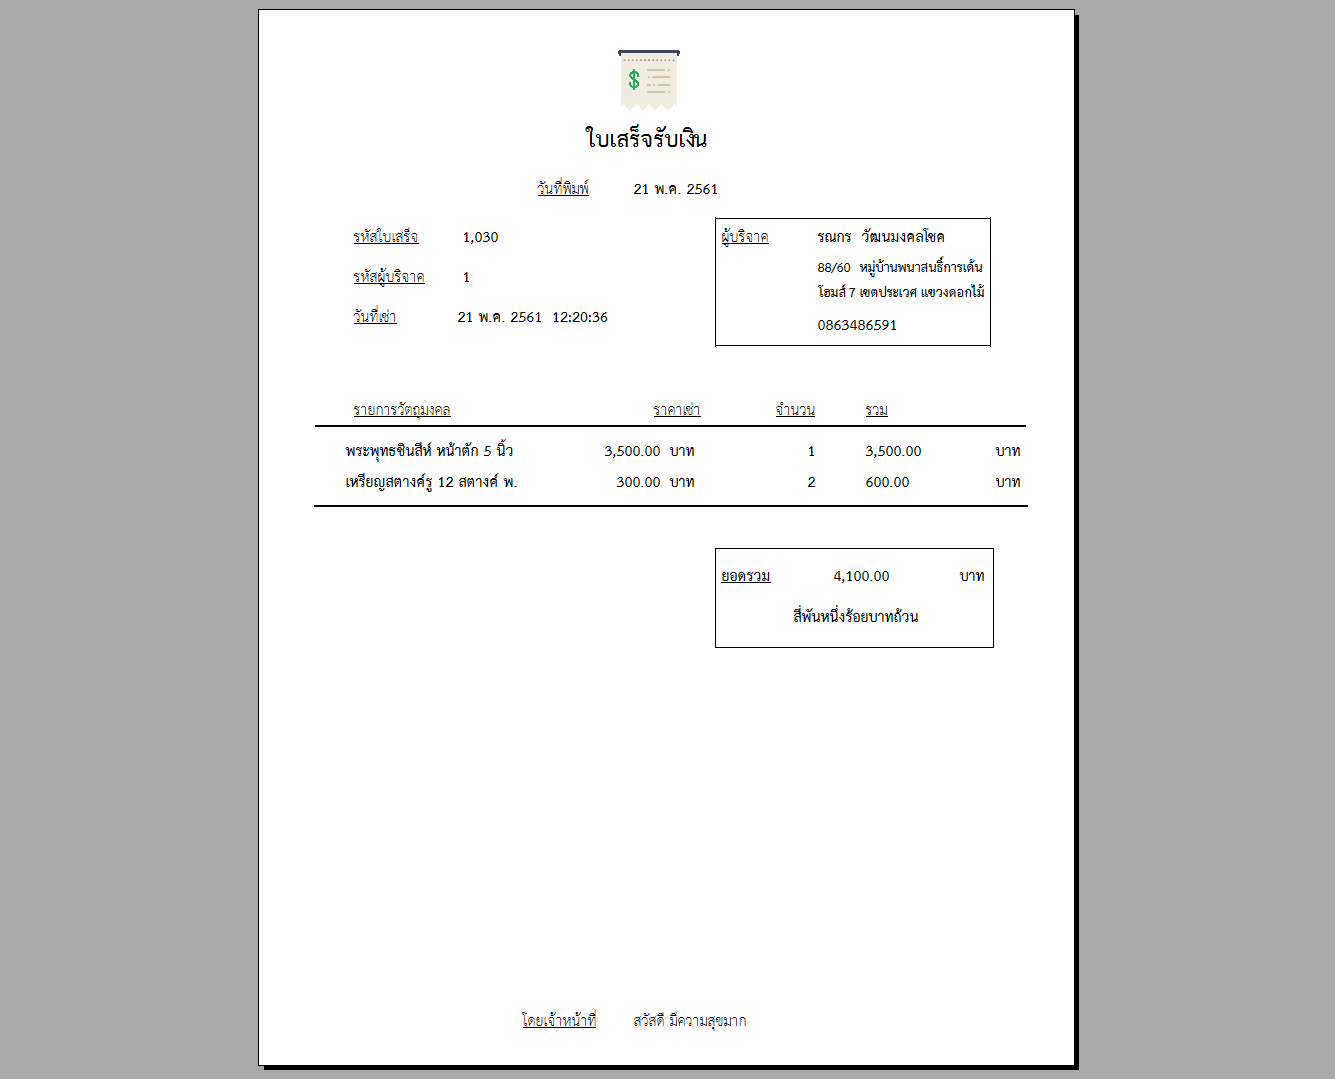 $
ใบเสร็จรับเงิน
วันที่พิมพ์ 21 พ.ค. 2561
รหัสใบเสร็จ 1,030
รหัสผู้บริจาค 1
วันที่เช่า 21 พ.ค. 2561 12:20:36
ผู้บริจาค รณกร วัฒนมงคลโชค
88/60 หมู่บ้านพนาสนธิ์การเด้น
โฮมส์ 7 เขตประเวศ แขวงดอกไม้
0863486591
รายการวัตถุมงคล ราคาเช่า จำนวน รวม
พระพุทธชินสีห์ หน้าตัก 5 นิ้ว 3,500.00 บาท 1 3,500.00 บาท
เหรียญสตางค์รู 12 สตางค์ พ. 300.00 บาท 2 600.00 บาท
ยอดรวม 4,100.00 บาท
สี่พันหนึ่งร้อยบาทถ้วน
โดยเจ้าหน้าที่ สวัสดี มีความสุขมาก